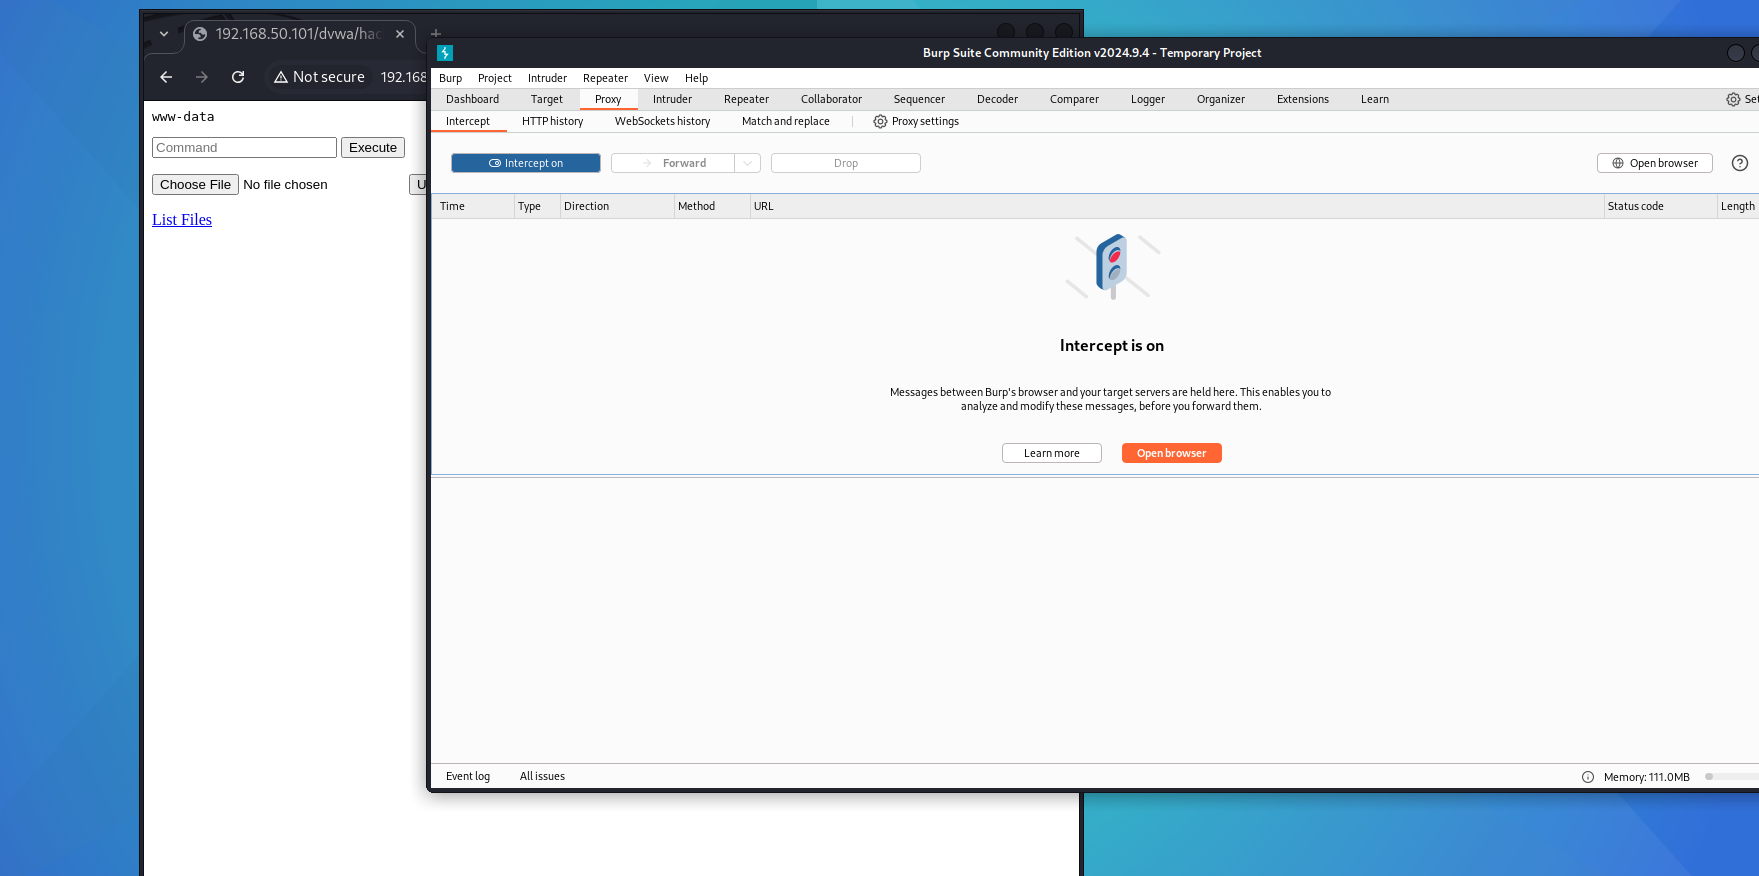 192.168.50.101/dvwa/hac
Not secure
192.168
www-data
Command
Execute
Choose File No file chosen
U
List Files
Burp Suite Community Edition v2024.9.4 - Temporary Project
Burp Project Intruder Repeater View Help
Dashboard Target Proxy Intruder Repeater Collaborator Sequencer Decoder Comparer Logger Organizer Extensions Learn
Set
Intercept HTTP history WebSockets history Match and replace Proxy settings
Intercept on Forward Drop Open browser
Time Type Direction Method URL Status code Length
Intercept is on
Messages between Burp's browser and your target servers are held here. This enables you to
analyze and modify these messages, before you forward them.
Learn more Open browser
Event log All issues Memory: 111.0MB